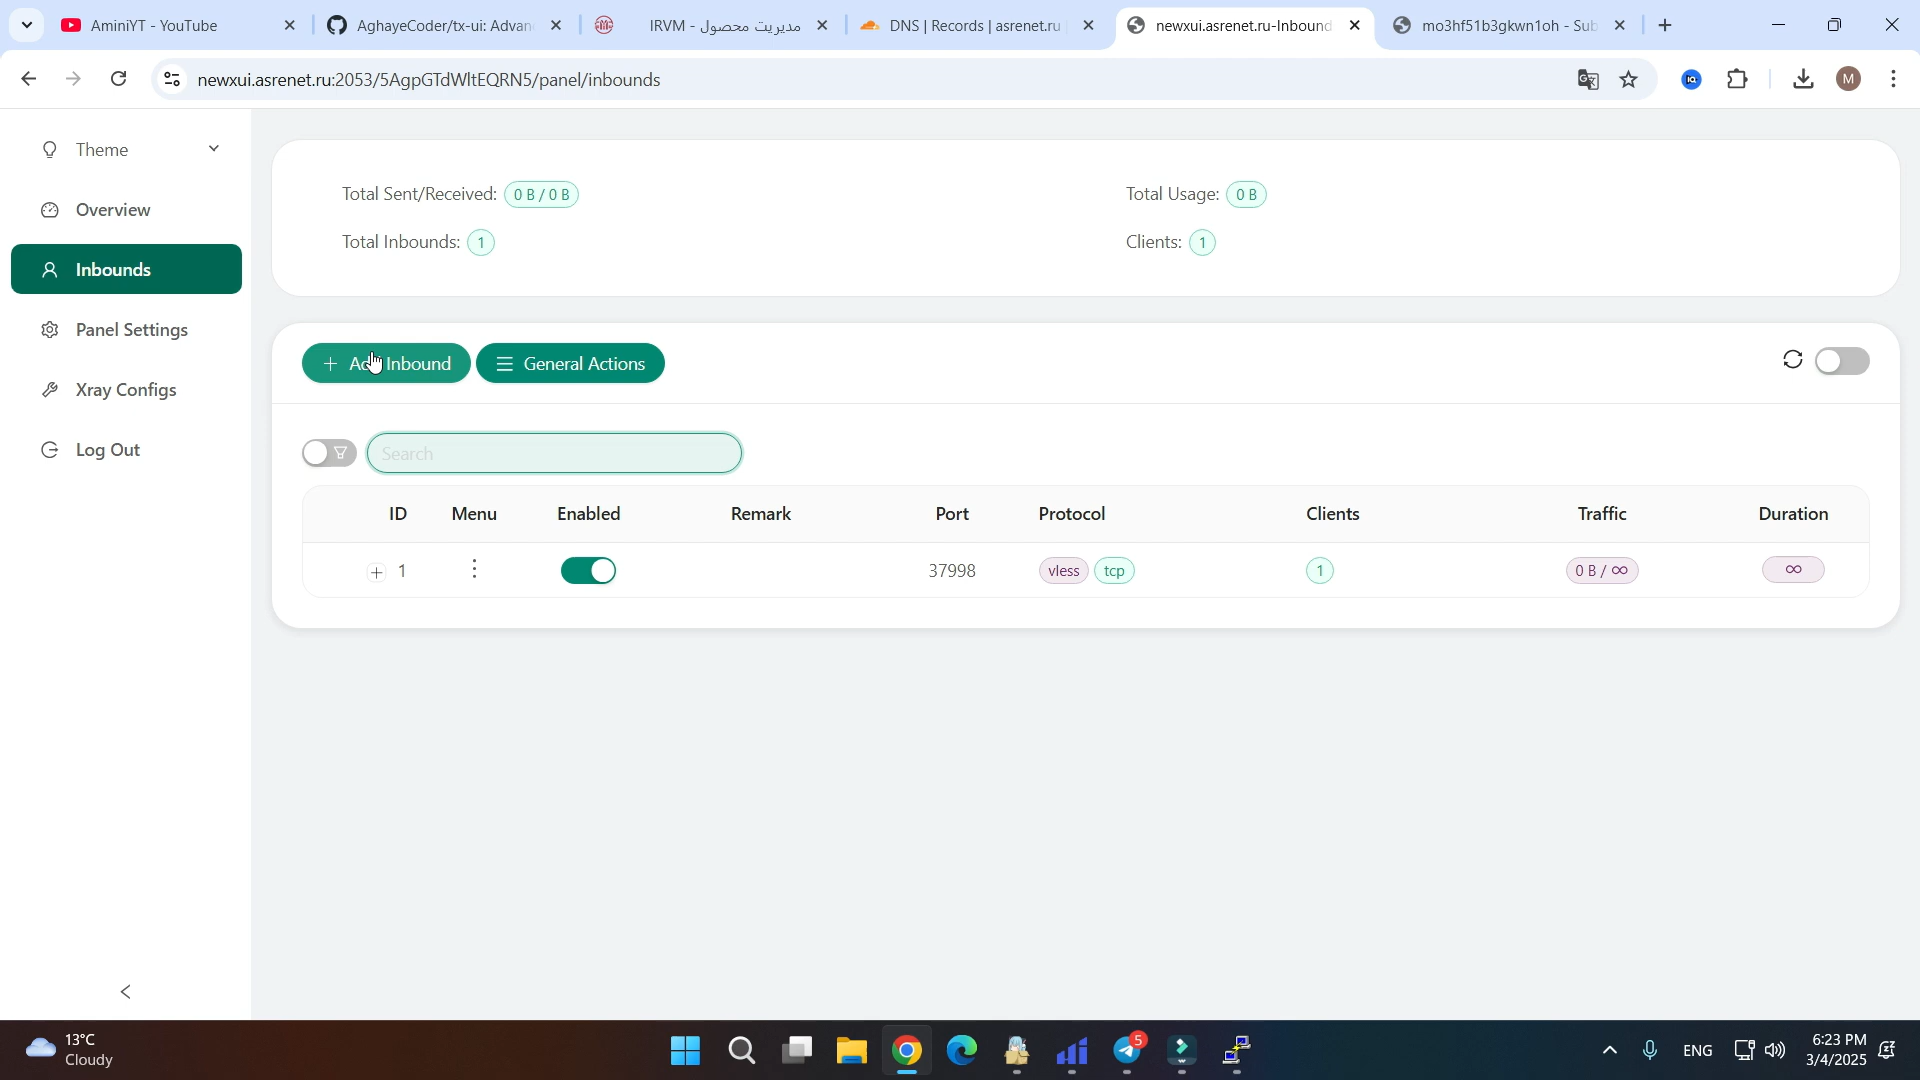 AminiYT - YouTube
AghayeCoder/tx-ui: Advan
IRVM - مدیریت محصول
DNS | Records | asrenet.ru
newxui.asrenet.ru-Inbound
mo3hf51b3gkwn1oh - Sub
newxui.asrenet.ru:2053/5AgpGTdWltEQRN5/panel/inbounds
M
Theme
Overview
Inbounds
Panel Settings
Xray Configs
Log Out
Total Sent/Received: 0 B / 0 B
Total Usage: 0 B
Total Inbounds: 1
Clients: 1
Add Inbound
General Actions
Search
ID Menu Enabled Remark Port Protocol Clients Traffic Duration
1 37998 vless tcp 1 0 B / ∞ ∞
13°C
Cloudy
5
ENG
6:23 PM
3/4/2025